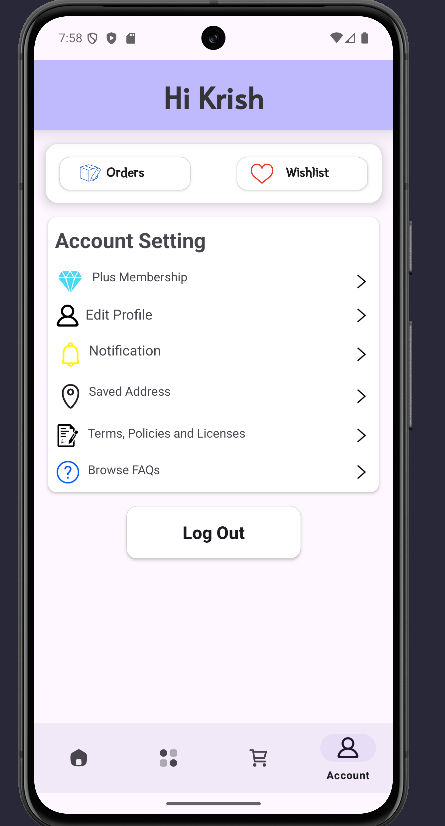 7:58
Hi Krish
Orders
Wishlist
Account Setting
Plus Membership
Edit Profile
Notification
Saved Address
Terms, Policies and Licenses
?
Browse FAQs
Log Out
Account